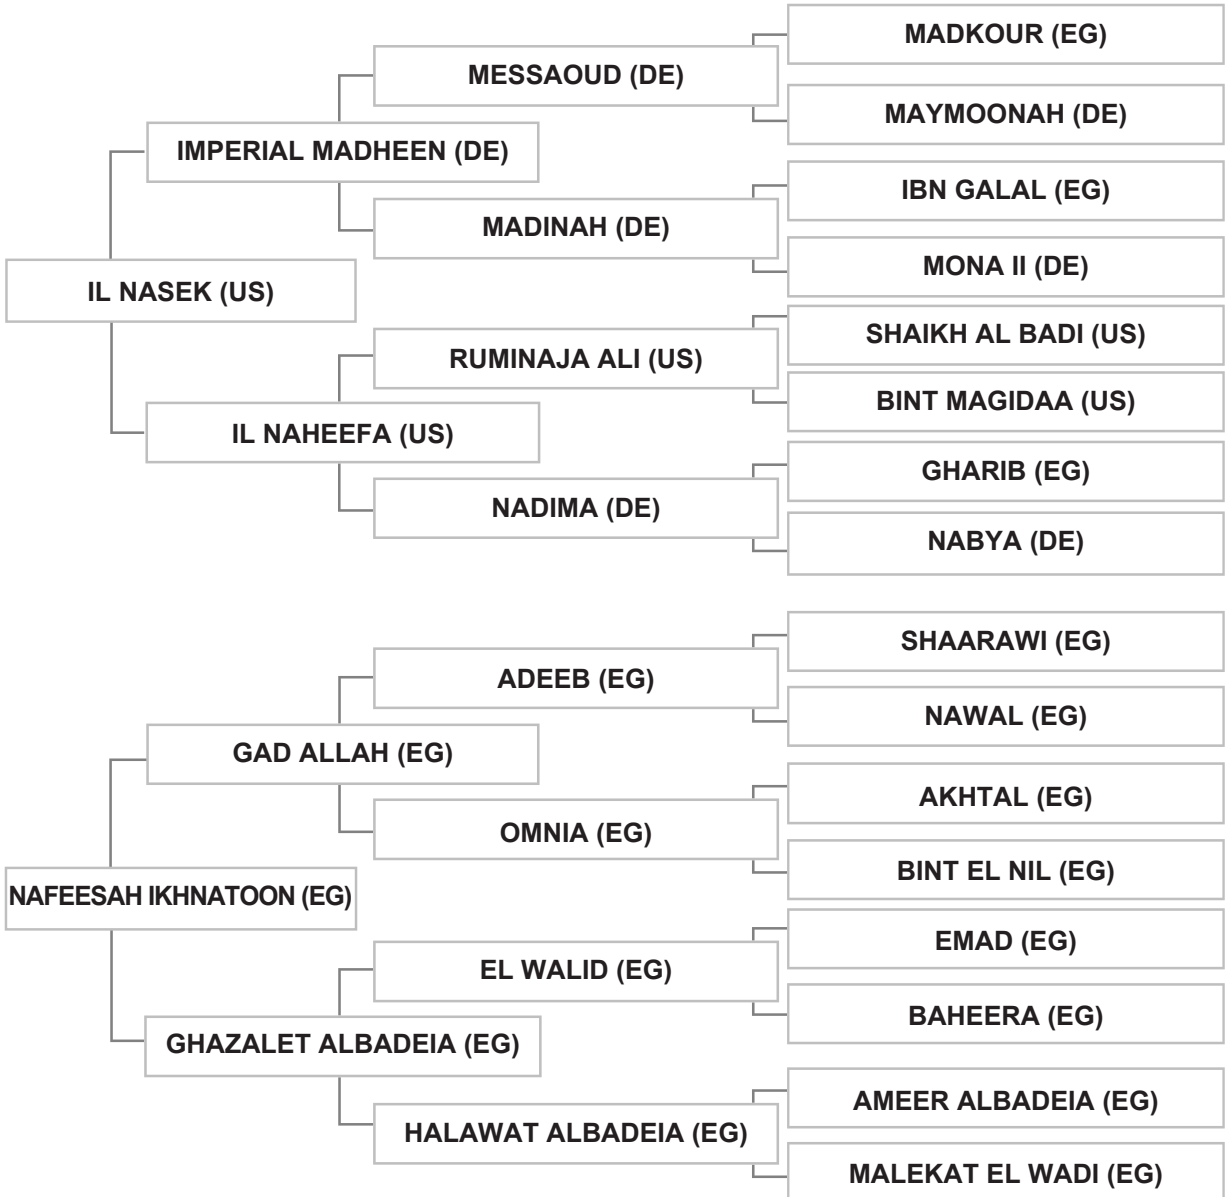 MADKOUR (EG)
MESSAOUD (DE)
MAYMOONAH (DE)
IMPERIAL MADHEEN (DE)
IBN GALAL (EG)
MADINAH (DE)
MONA II (DE)
IL NASEK (US)
SHAIKH AL BADI (US)
RUMINAJA ALI (US)
BINT MAGIDAA (US)
IL NAHEEFA (US)
GHARIB (EG)
NADIMA (DE)
NABYA (DE)
SHAARAWI (EG)
ADEEB (EG)
NAWAL (EG)
GAD ALLAH (EG)
AKHTAL (EG)
OMNIA (EG)
BINT EL NIL (EG)
NAFEESAH IKHNATOON (EG)
EMAD (EG)
EL WALID (EG)
BAHEERA (EG)
GHAZALET ALBADEIA (EG)
AMEER ALBADEIA (EG)
HALAWAT ALBADEIA (EG)
MALEKAT EL WADI (EG)